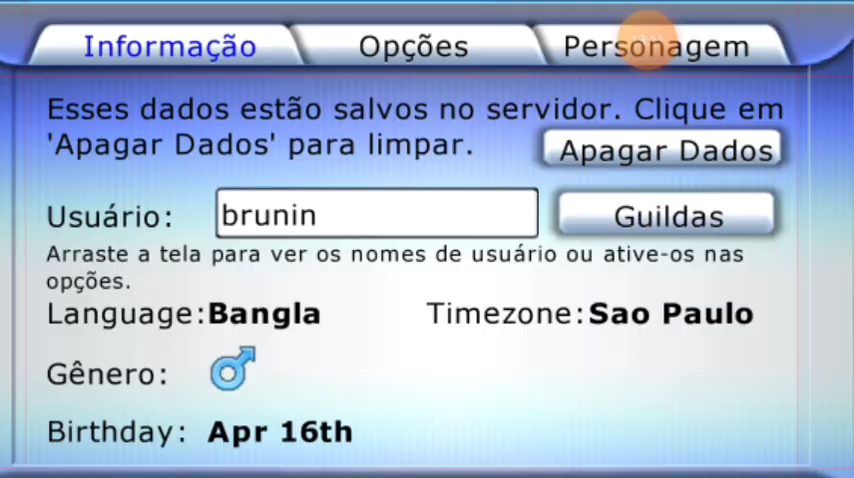 Informação Opções Personagem
Esses dados estão salvos no servidor. Clique em
'Apagar Dados' para limpar. Apagar Dados
Usuário: brunin Guildas
Arraste a tela para ver os nomes de usuário ou ative-os nas
opções.
Language:Bangla Timezone:Sao Paulo
Gênero:
Birthday: Apr 16th